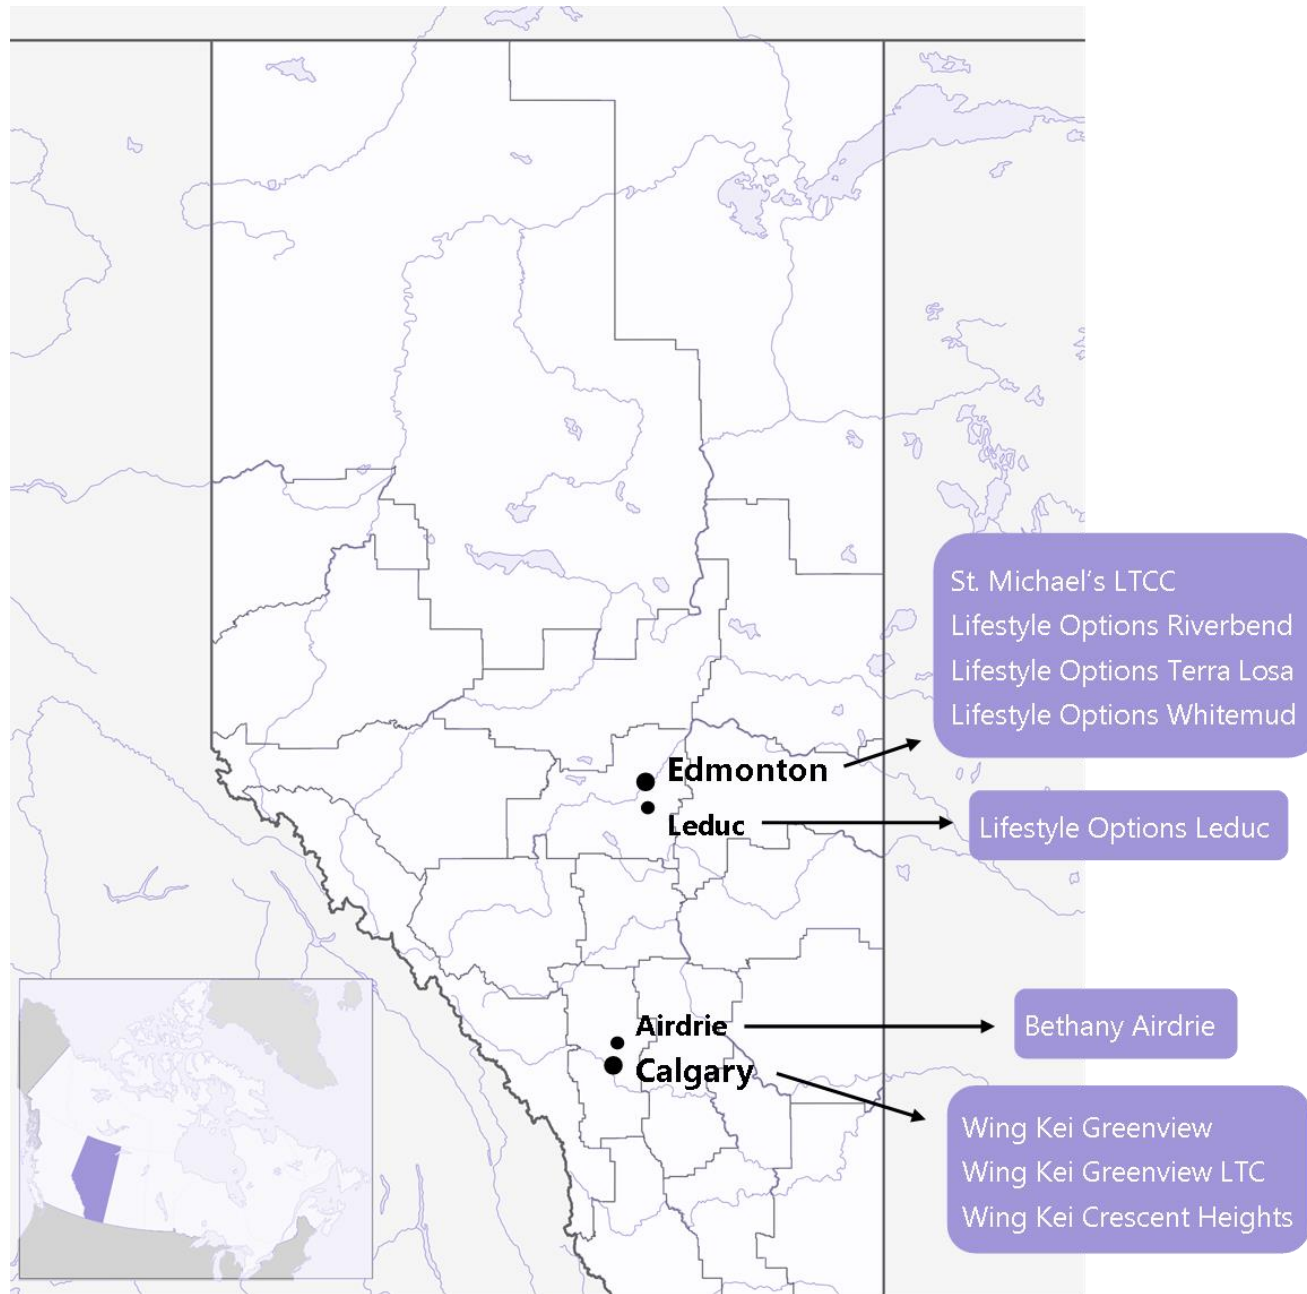 St. Michael's LTCC
Lifestyle Options Riverbend
Lifestyle Options Terra Losa
Lifestyle Options Whitemud
Edmonton
Leduc
Lifestyle Options Leduc
Airdrie
Bethany Airdrie
Calgary
Wing Kei Greenview
Wing Kei Greenview LTC
Wing Kei Crescent Heights